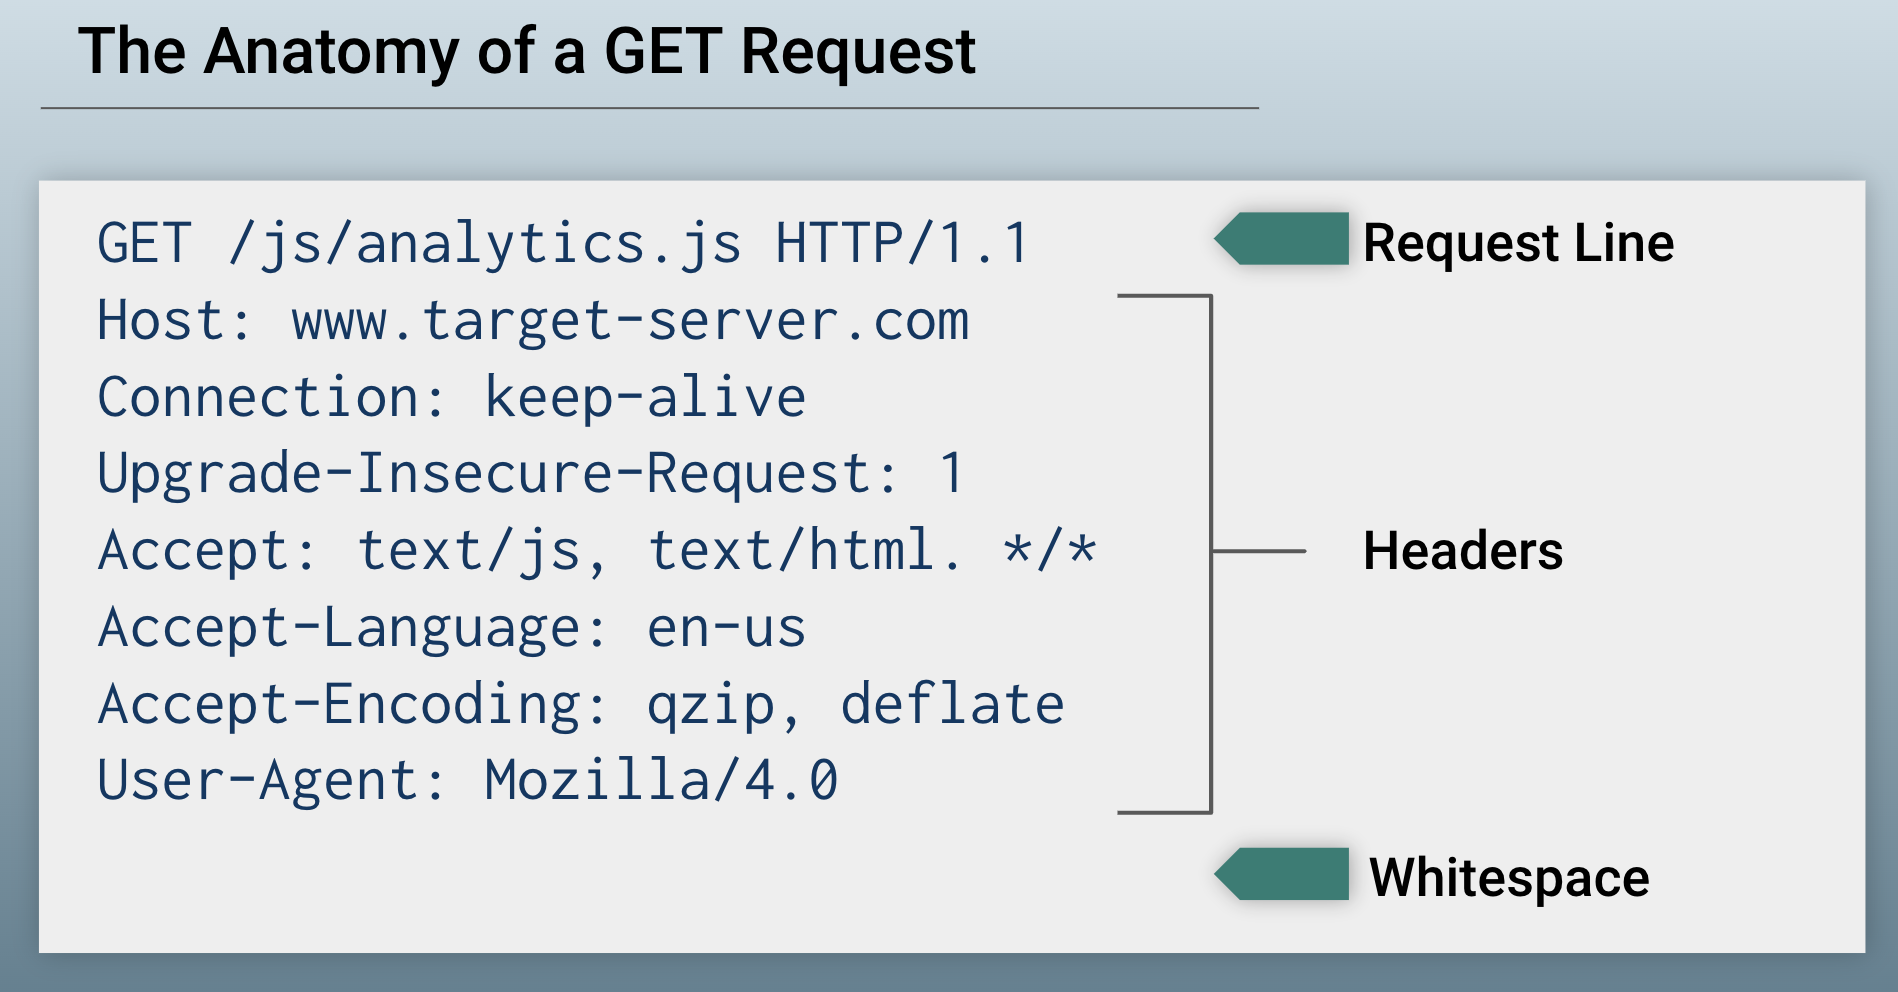 The Anatomy of a GET Request
GET /js/analytics.js HTTP/1.1
Request Line
Host: www.target-server.com
Connection: keep-alive
Upgrade-Insecure-Request: 1
Accept: text/js, text/html. */*
Headers
Accept-Language: en-us
Accept-Encoding: qzip, deflate
User-Agent: Mozilla/4.0
Whitespace